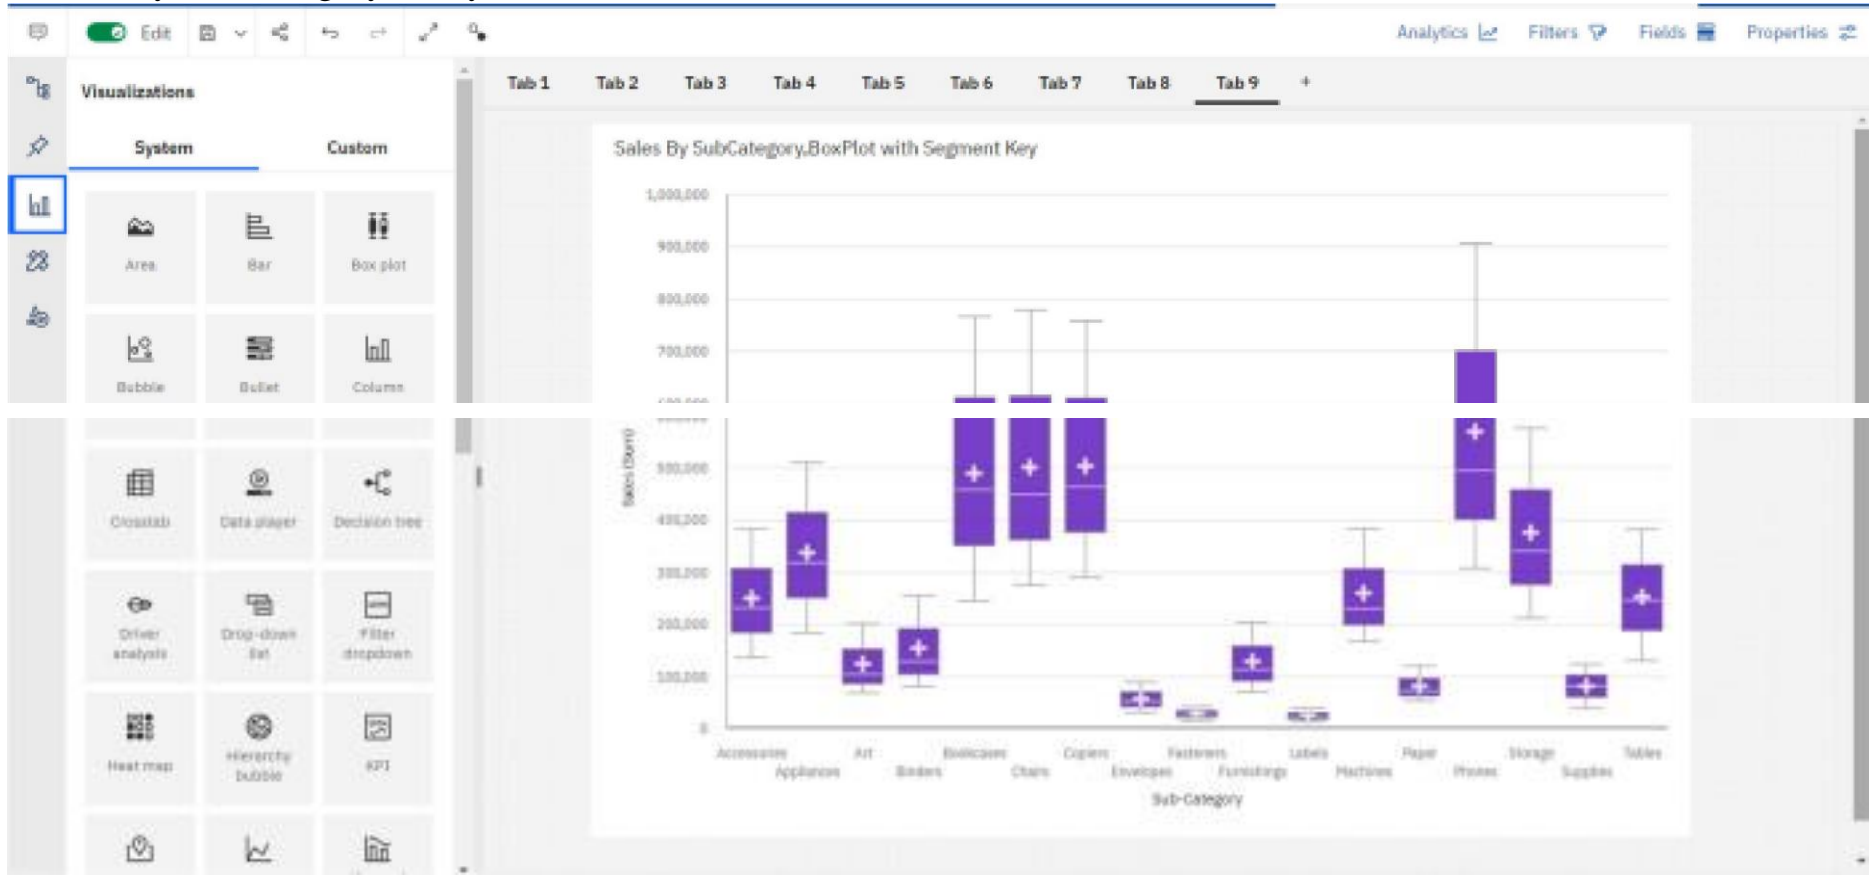 Edit
Analytics
Filters
Fields
Properties
Visualizations
System
Custom
Area
Bar
Box plot
Bubble
Bullet
Column
Crosstab
Data player
Decision tree
Driver
analysis
Drop-down
list
Filter
dropdown
Heat map
Hierarchy
bubble
KPI
Tab 1 Tab 2 Tab 3 Tab 4 Tab 5 Tab 6 Tab 7 Tab 8 Tab 9 +
Sales By SubCategory.BoxPlot with Segment Key
1,000,000
900,000
800,000
700,000
Sales (Sum)
500,000
400,000
300,000
200,000
100,000
0
Accessories
Appliances
Art
Binders
Bookcases
Chairs
Copiers
Envelopes
Fasteners
Furnishings
Labels
Machines
Paper
Phones
Storage
Supplies
Tables
Sub-Category